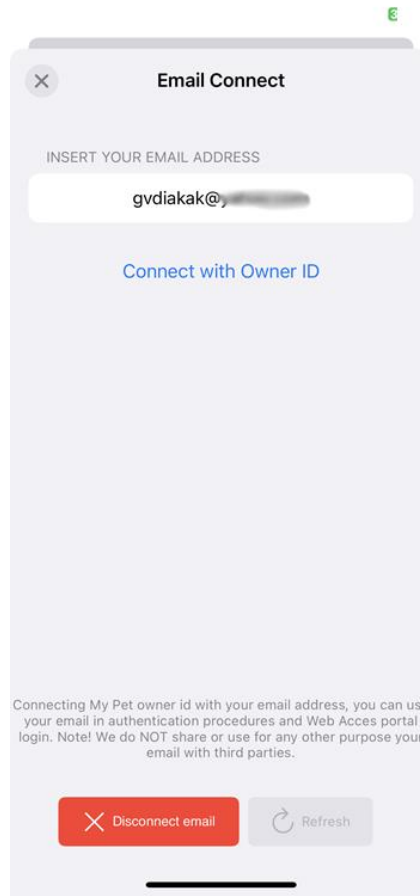 Email Connect
INSERT YOUR EMAIL ADDRESS
gvdiakak@
Connect with Owner ID
Connecting My Pet owner id with your email address, you can us
your email in authentication procedures and Web Acces portal
login. Note! We do NOT share or use for any other purpose your
email with third parties.
Disconnect email
Refresh